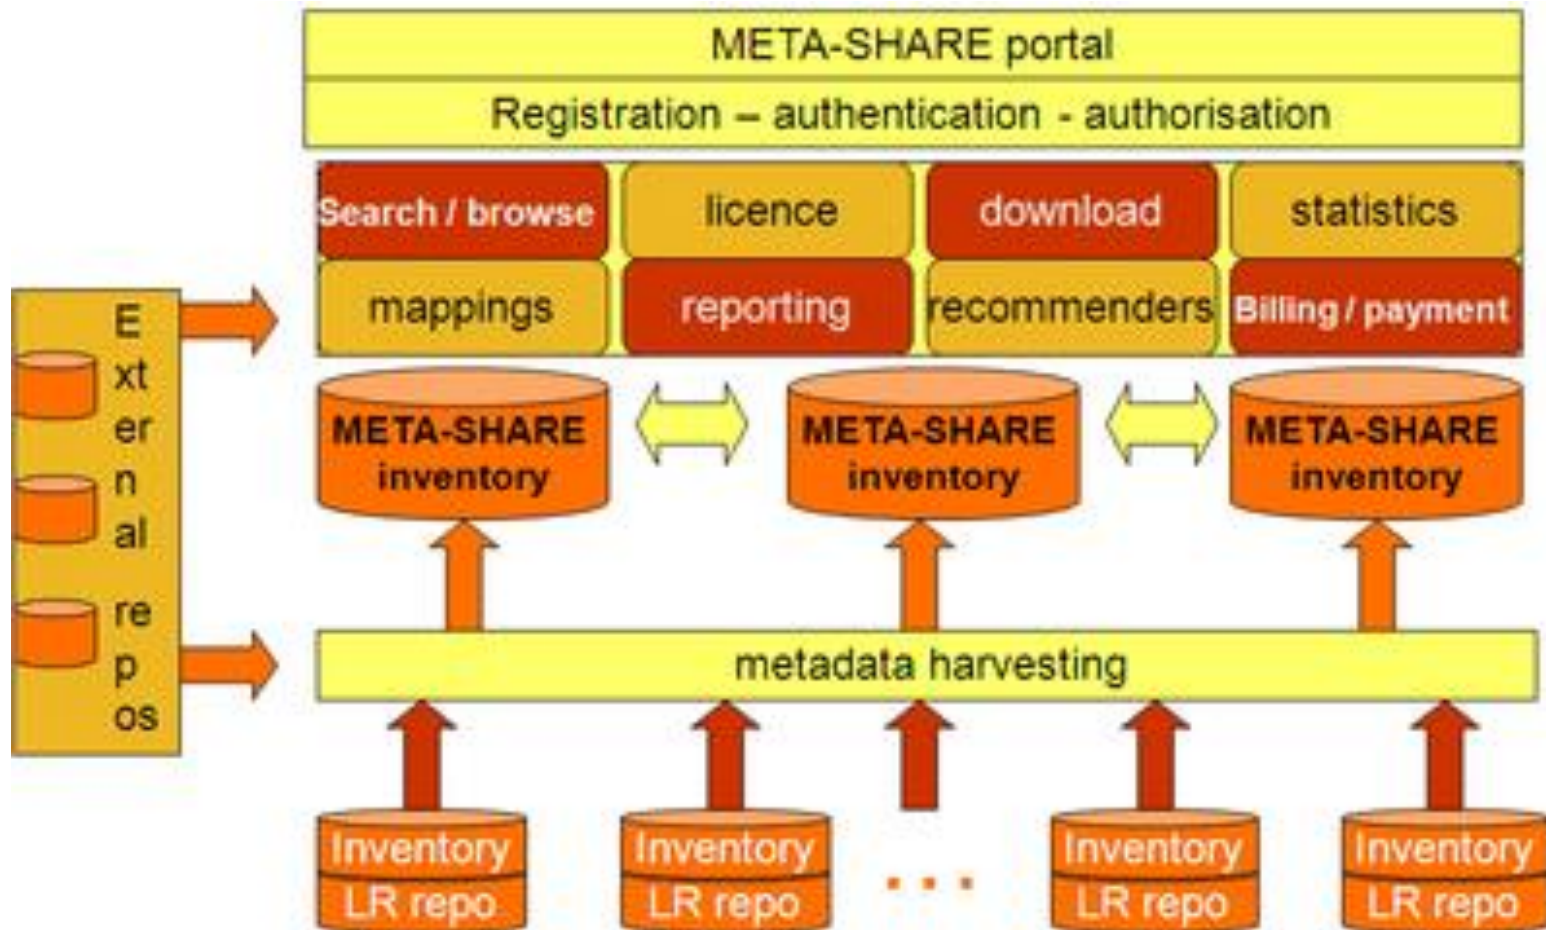 META-SHARE portal
Registration – authentication - authorisation
Search / browse
licence
download
statistics
mappings
reporting
recommenders
Billing / payment
E
xt
er
n
al
re
p
os
META-SHARE
inventory
META-SHARE
inventory
META-SHARE
inventory
metadata harvesting
Inventory
LR repo
Inventory
LR repo
. . .
Inventory
LR repo
Inventory
LR repo